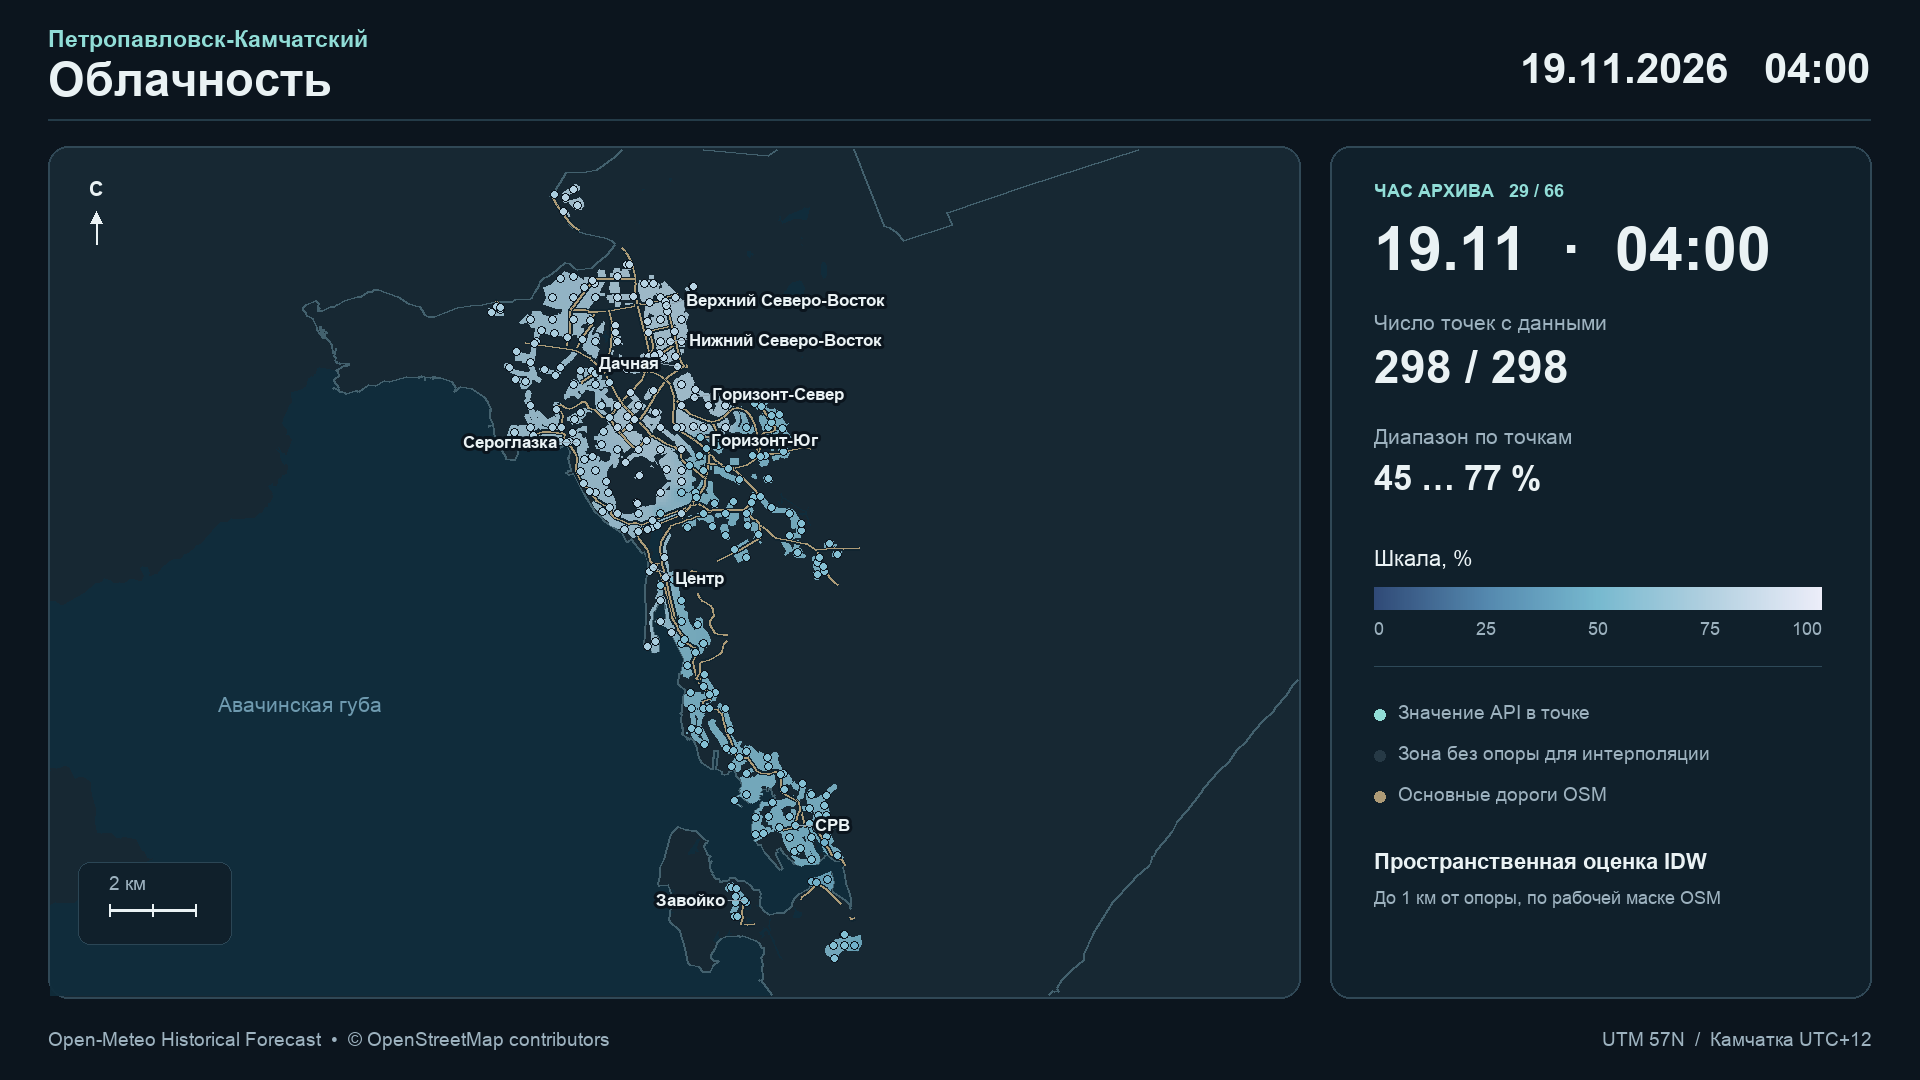 Петропавловск-Камчатский
Облачность
19.11.2026 04:00
С
Верхний Северо-Восток
Нижний Северо-Восток
Дачная
Горизонт-Север
Сероглазка
Горизонт-Юг
Центр
Авачинская губа
СРВ
Завойко
2 км
ЧАС АРХИВА 29 / 66
19.11 · 04:00
Число точек с данными
298 / 298
Диапазон по точкам
45 … 77 %
Шкала, %
0 25 50 75 100
Значение API в точке
Зона без опоры для интерполяции
Основные дороги OSM
Пространственная оценка IDW
До 1 км от опоры, по рабочей маске OSM
Open-Meteo Historical Forecast • © OpenStreetMap contributors
UTM 57N / Камчатка UTC+12